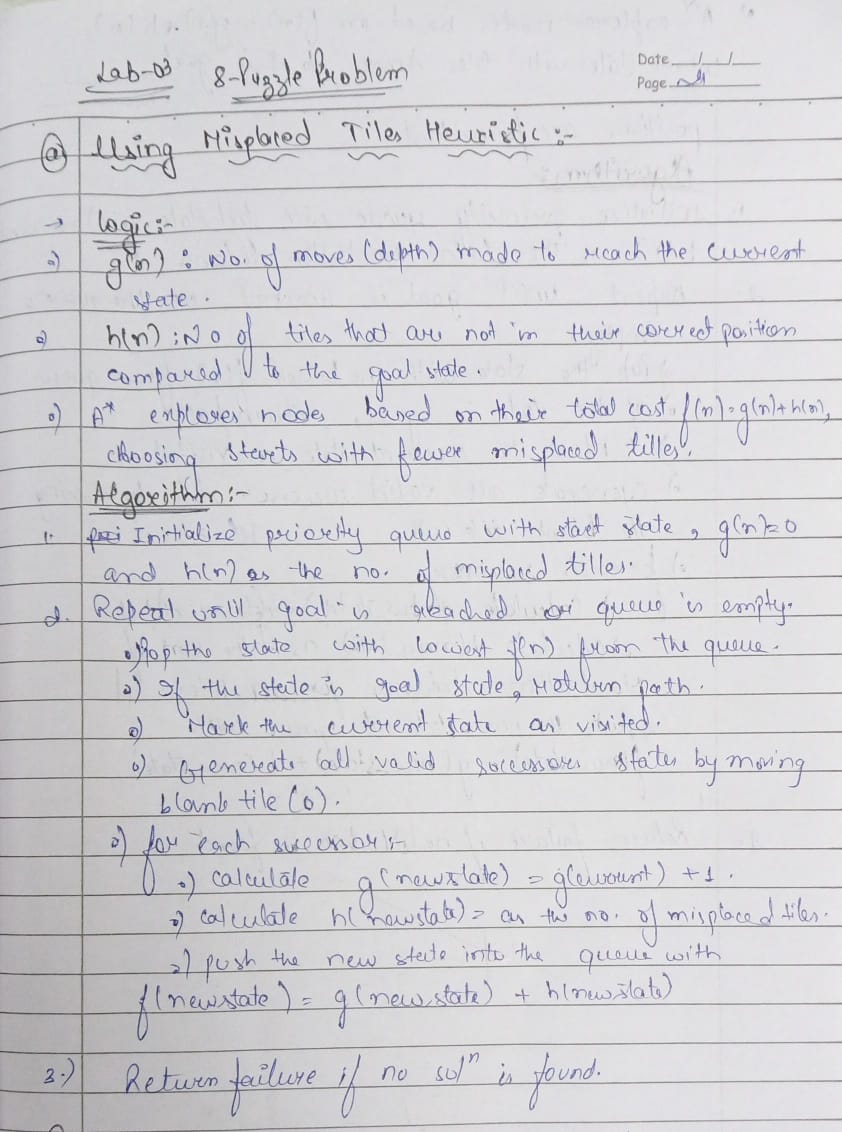 Lab-03 8-Puzzle Problem
Date / /
Page
(a) Using Misplaced Tiles Heuristic :-
→ Logic :-
o) g(n) : No. of moves (depth) made to reach the current
state.
o) h(n) : No of tiles that are not in their correct position
compared to the goal state.
o) A* explores nodes based on their total cost f(n) = g(n) + h(n),
choosing with fewer misplaced tilles.
Algorithm :-
1. Initialize priority queue with start state, g(n)=0
and h(n) as the no. of misplaced tilles.
2. Repeat until goal is reached or queue is empty.
o) Pop the state with lowest f(n) from the queue.
o) If the state is goal state, return path.
o) Mark the current state as visited.
o) Generate all valid successors states by moving
blank tile (0).
o) for each successor :-
o) Calculate g(newstate) = g(current) + 1.
o) Calculate h(newstate) = as the no. of misplaced tiles.
o) push the new state into the queue with
f(newstate) = g(newstate) + h(newstate)
3.) Return failure if no solⁿ is found.